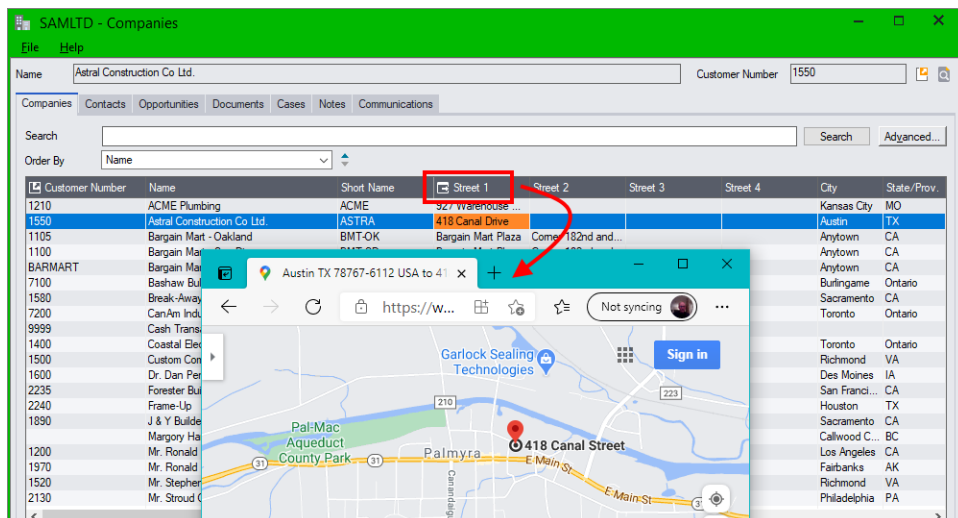 SAMLTD - Companies
File Help
Name Astral Construction Co Ltd. Customer Number 1550
Companies Contacts Opportunities Documents Cases Notes Communications
Search Search Advanced...
Order By Name
Customer Number Name Short Name Street 1 Street 2 Street 3 Street 4 City State/Prov.
1210 ACME Plumbing ACME 927 Warehouse ... Kansas City MO
1550 Astral Construction Co Ltd. ASTRA 418 Canal Drive Austin TX
1105 Bargain Mart - Oakland BMT-OK Bargain Mart Plaza Corner 182nd and... Anytown CA
1100 Bargain Mart Anytown CA
BARMART Bargain Mar Anytown CA
7100 Bashaw Bui Burlingame Ontario
1580 Break-Away Sacramento CA
7200 CanAm Indu Toronto Ontario
9999 Cash Transa
1400 Coastal Elec Toronto Ontario
1500 Custom Con Richmond VA
1600 Dr. Dan Per Des Moines IA
2235 Forester Bui San Franci... CA
2240 Frame-Up Houston TX
1890 J & Y Builde Sacramento CA
Margory Ha Callwood C... BC
1200 Mr. Ronald Los Angeles CA
1970 Mr. Ronald Fairbanks AK
1520 Mr. Stephen Richmond VA
2130 Mr. Stroud Philadelphia PA
Austin TX 78767-6112 USA to 41
https://w... Not syncing
Sign in
Garlock Sealing
Technologies
223
210
Pal-Mac
Aqueduct
County Park
31
31
Palmyra
418 Canal Street
E Main St
E Main St
Canandaig